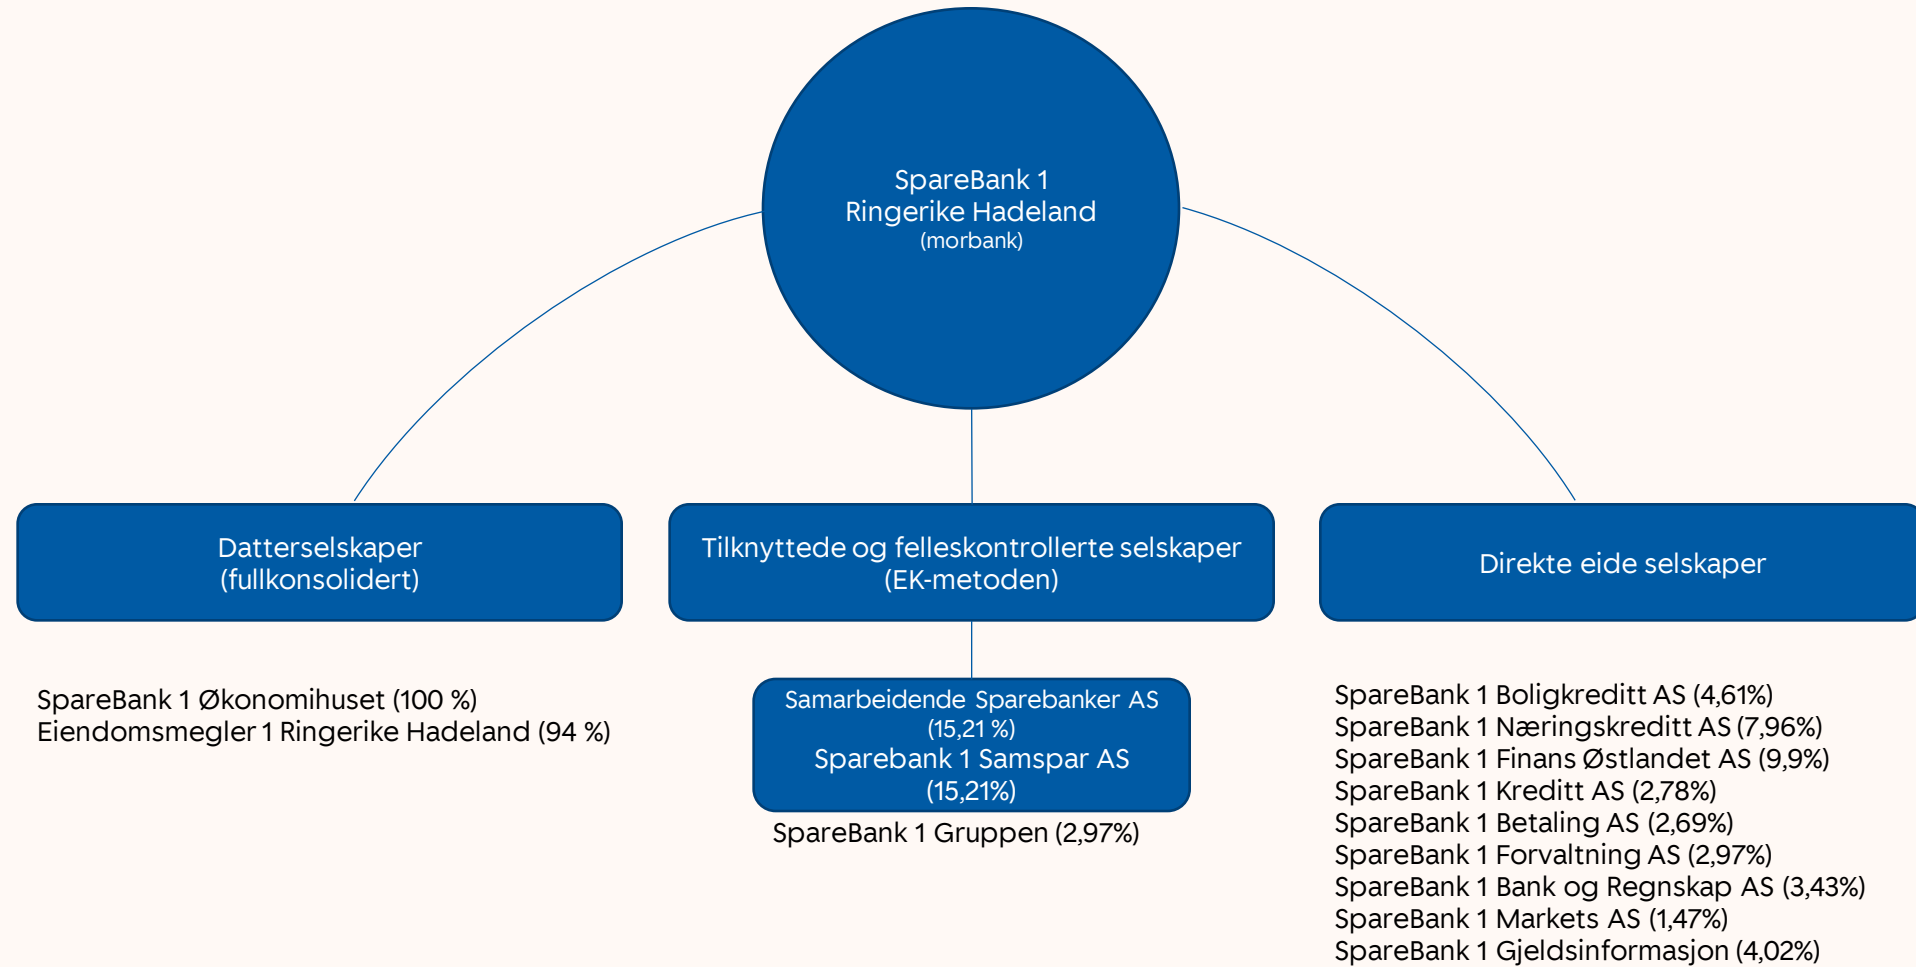 SpareBank 1
Ringerike Hadeland
(morbank)
Datterselskaper
(fullkonsolidert)
SpareBank 1 Økonomihuset (100 %)
Eiendomsmegler 1 Ringerike Hadeland (94 %)
Tilknyttede og felleskontrollerte selskaper
(EK-metoden)
Samarbeidende Sparebanker AS
(15,21 %)
Sparebank 1 Samspar AS
(15,21%)
SpareBank 1 Gruppen (2,97%)
Direkte eide selskaper
SpareBank 1 Boligkreditt AS (4,61%)
SpareBank 1 Næringskreditt AS (7,96%)
SpareBank 1 Finans Østlandet AS (9,9%)
SpareBank 1 Kreditt AS (2,78%)
SpareBank 1 Betaling AS (2,69%)
SpareBank 1 Forvaltning AS (2,97%)
SpareBank 1 Bank og Regnskap AS (3,43%)
SpareBank 1 Markets AS (1,47%)
SpareBank 1 Gjeldsinformasjon (4,02%)